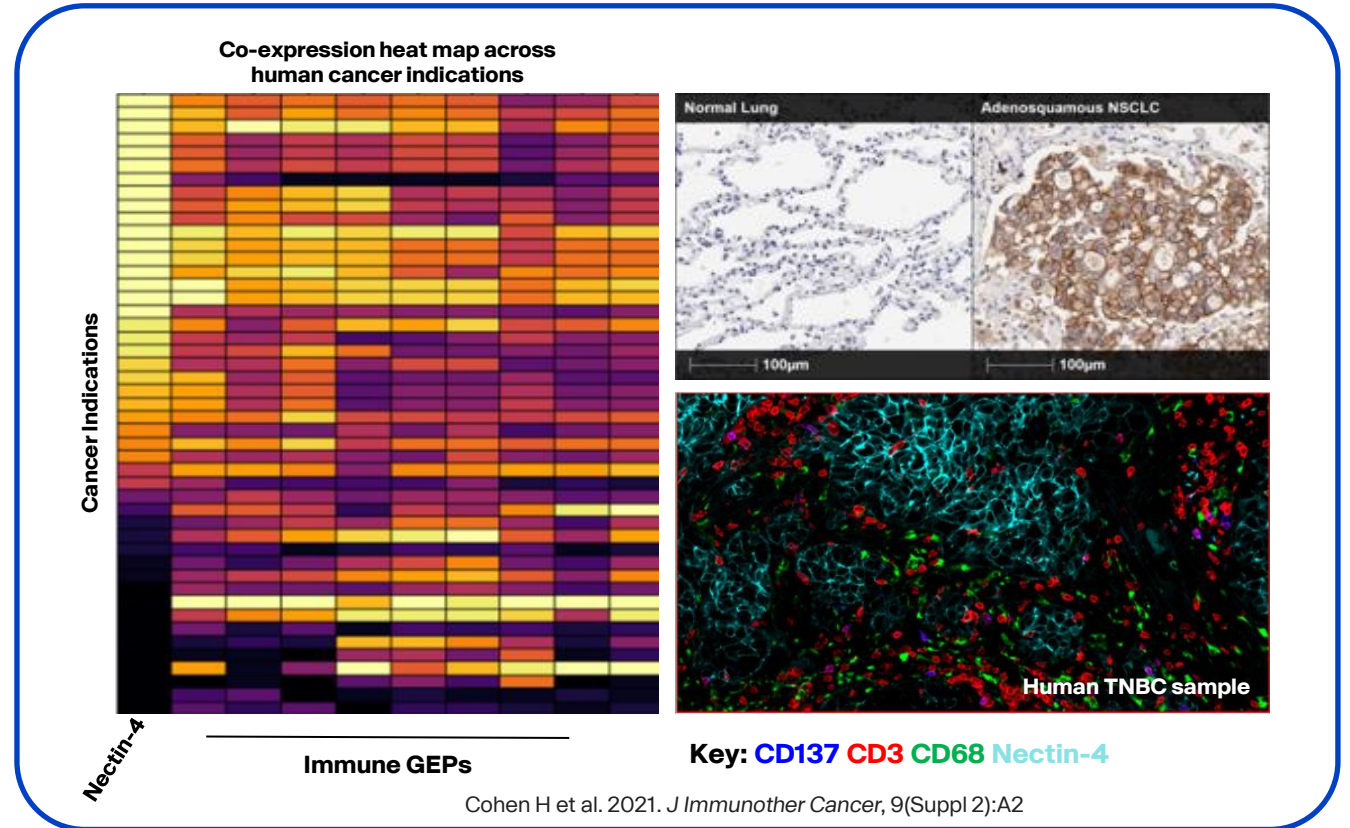 Co-expression heat map across
human cancer indications
Cancer Indications
Nectin-4
Immune GEPs
Normal Lung
Adenosquamous NSCLC
100µm
100µm
Human TNBC sample
Key: CD137 CD3 CD68 Nectin-4
Cohen H et al. 2021. J Immunother Cancer, 9(Suppl 2):A2